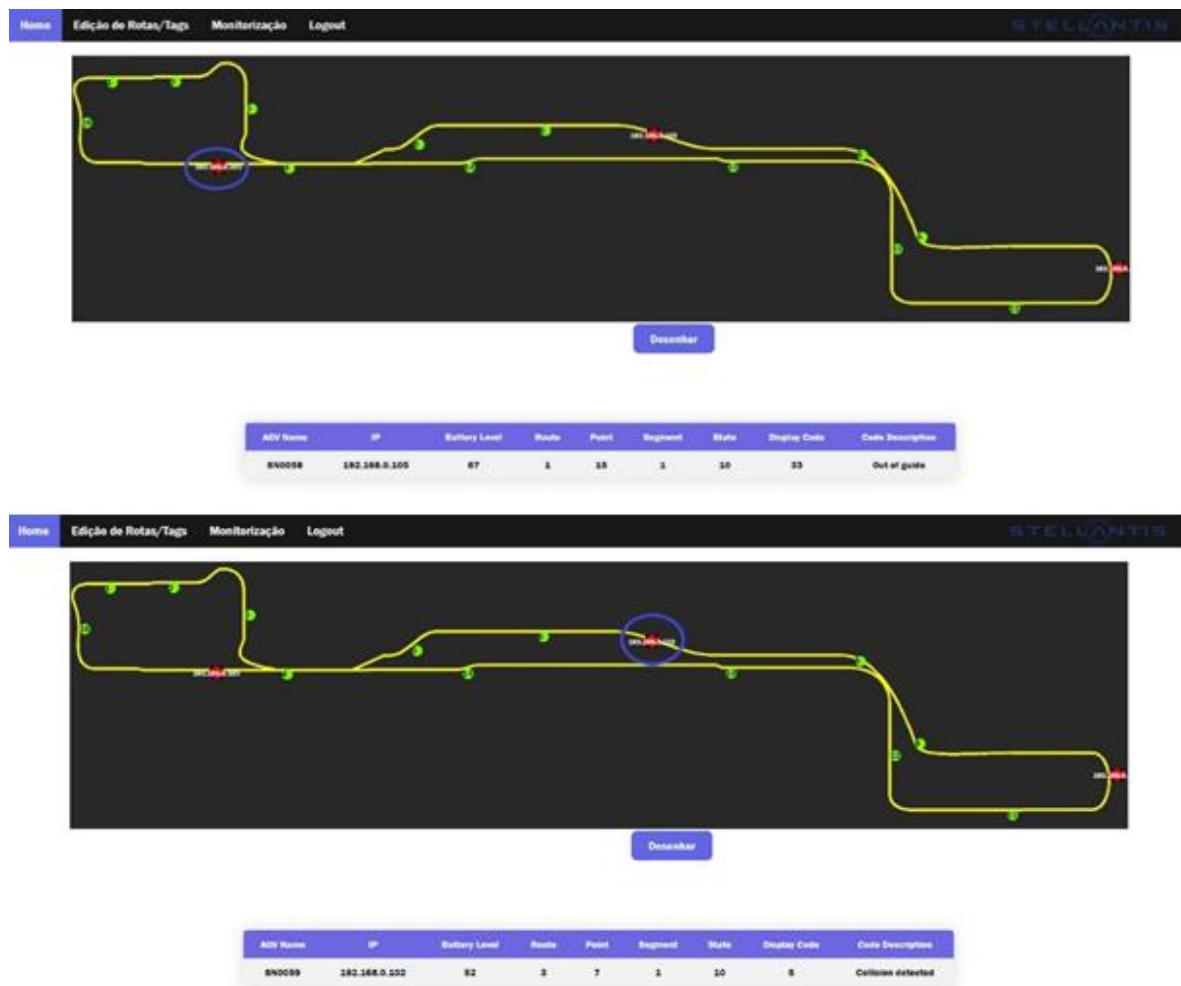 Home Edição de Rotas/Tags Monitorização Logout STELLANTIS
Desenhar
AGV Name IP Battery Level Route Point Segment State Display Code Code Description
SN0058 192.168.0.105 67 1 15 1 10 33 Out of guide
Home Edição de Rotas/Tags Monitorização Logout STELLANTIS
Desenhar
AGV Name IP Battery Level Route Point Segment State Display Code Code Description
SN0059 192.168.0.102 52 3 7 1 10 5 Collision detected